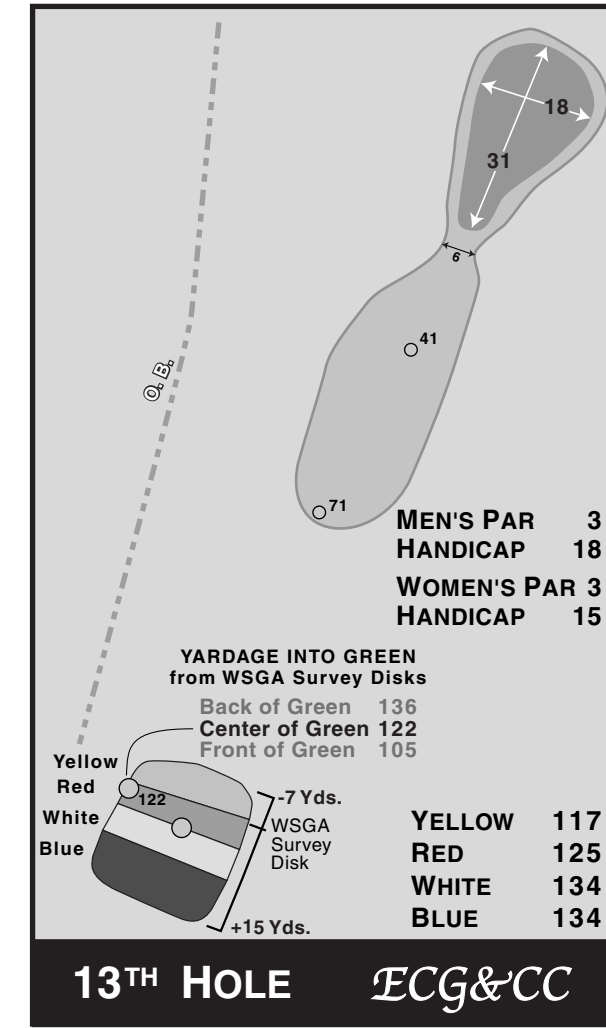 18
31
6
41
O. B.
71
MEN'S PAR 3
HANDICAP 18
WOMEN'S PAR 3
HANDICAP 15
YARDAGE INTO GREEN
from WSGA Survey Disks
Back of Green 136
Center of Green 122
Front of Green 105
Yellow
Red
White
Blue
122
-7 Yds.
WSGA
Survey
Disk
+15 Yds.
YELLOW 117
RED 125
WHITE 134
BLUE 134
13TH HOLE ECG&CC